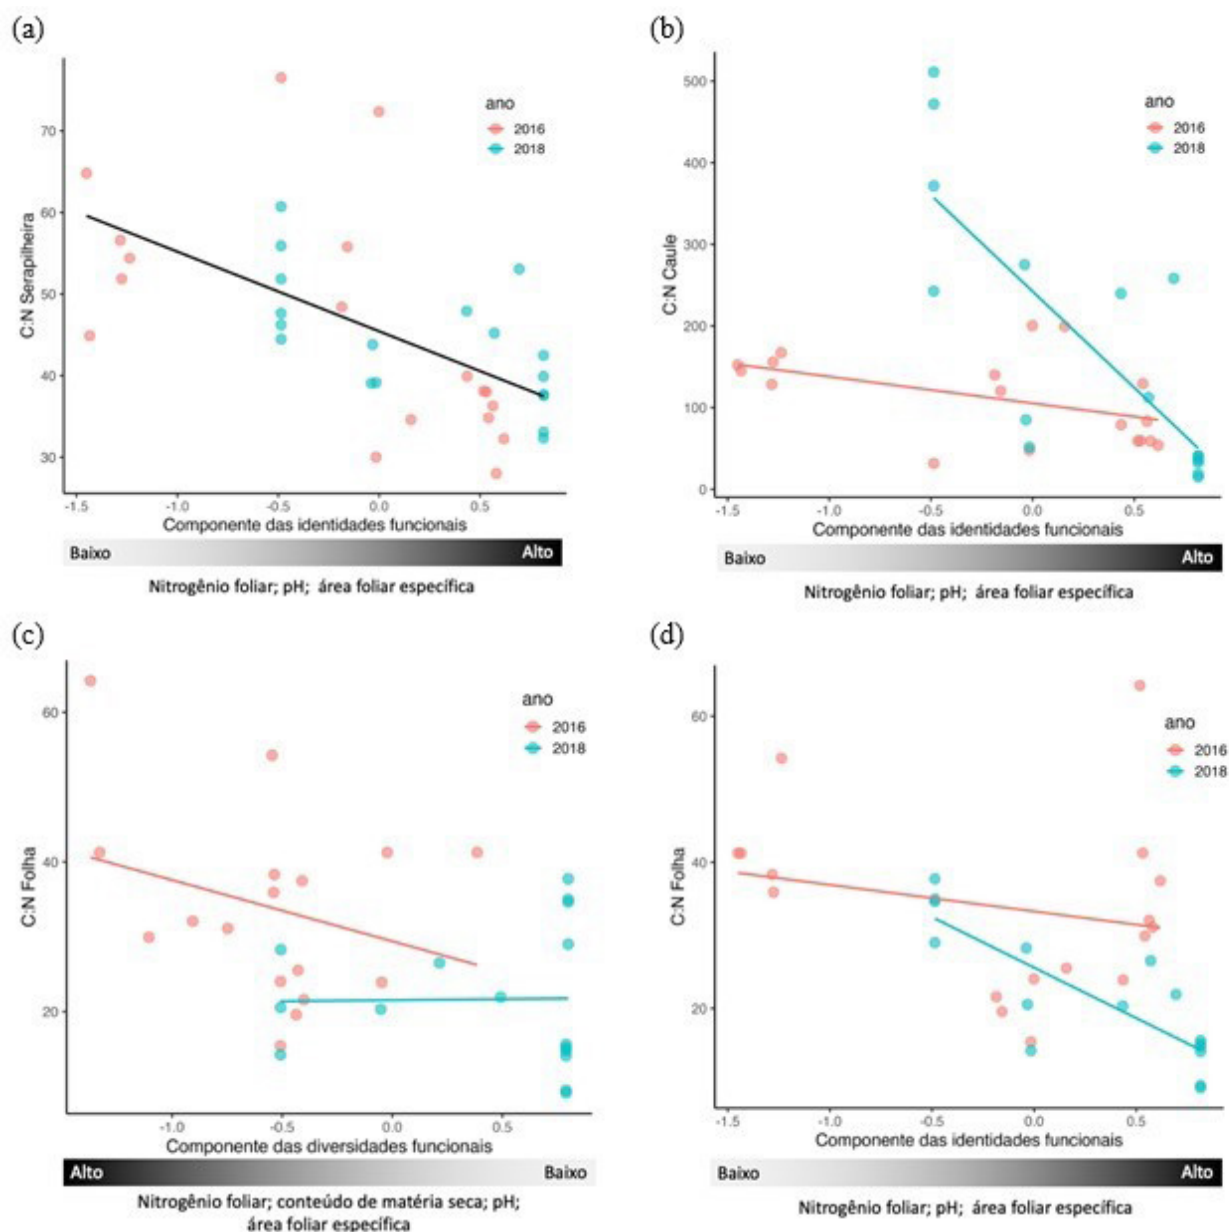 (a)
C:N Serapilheira
70
60
50
40
30
ano
2016
2018
-1.5
-1.0
-0.5
0.0
0.5
Componente das identidades funcionais
Baixo
Alto
Nitrogênio foliar; pH; área foliar específica
(b)
C:N Caule
500
400
300
200
100
0
ano
2016
2018
-1.5
-1.0
-0.5
0.0
0.5
Componente das identidades funcionais
Baixo
Alto
Nitrogênio foliar; pH; área foliar específica
(c)
C:N Folha
60
40
20
ano
2016
2018
-1.0
-0.5
0.0
0.5
Componente das diversidades funcionais
Alto
Baixo
Nitrogênio foliar; conteúdo de matéria seca; pH;
área foliar específica
(d)
C:N Folha
60
40
20
ano
2016
2018
-1.5
-1.0
-0.5
0.0
0.5
Componente das identidades funcionais
Baixo
Alto
Nitrogênio foliar; pH; área foliar específica